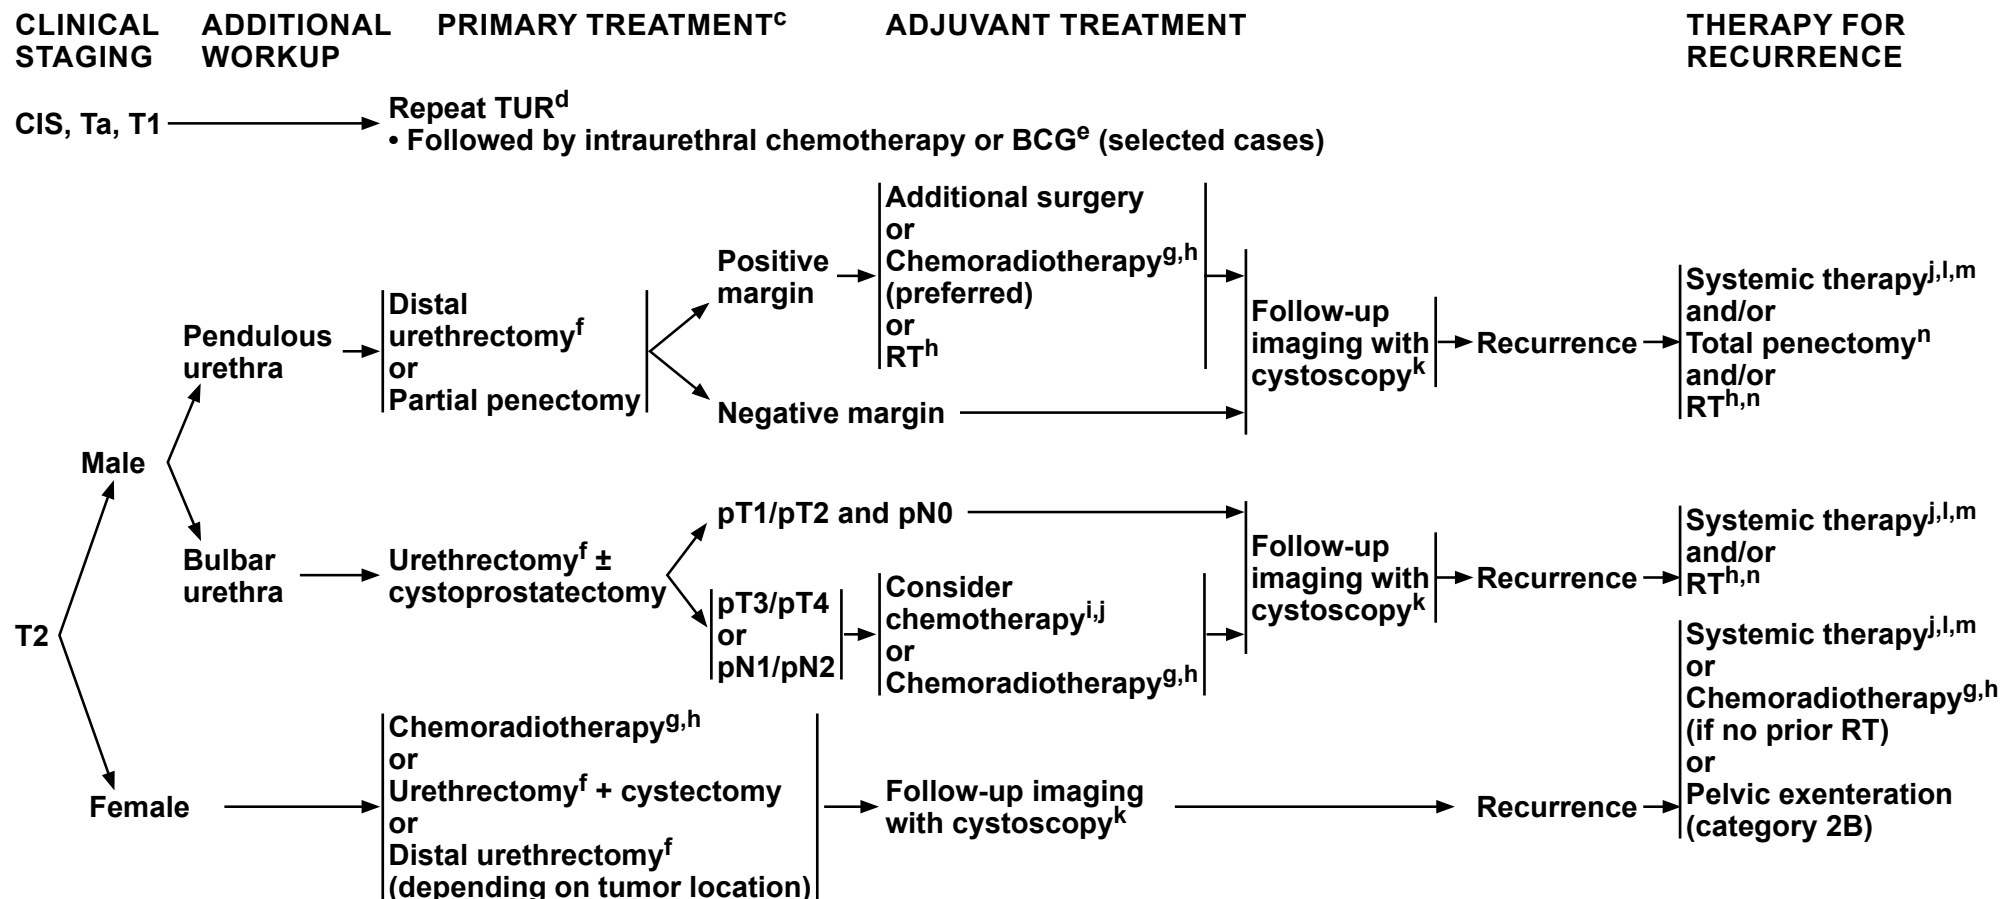 CLINICAL STAGING
ADDITIONAL WORKUP
PRIMARY TREATMENTc
ADJUVANT TREATMENT
THERAPY FOR RECURRENCE
CIS, Ta, T1
Repeat TURd
• Followed by intraurethral chemotherapy or BCGe (selected cases)
T2
Male
Pendulous
urethra
Distal
urethrectomyf
or
Partial penectomy
Positive
margin
Additional surgery
or
Chemoradiotherapyg,h
(preferred)
or
RTh
Negative margin
Follow-up
imaging with
cystoscopyk
Recurrence
Systemic therapyj,l,m
and/or
Total penectomyn
and/or
RTh,n
Bulbar
urethra
Urethrectomyf ±
cystoprostatectomy
pT1/pT2 and pN0
pT3/pT4
or
pN1/pN2
Consider
chemotherapyi,j
or
Chemoradiotherapyg,h
Follow-up
imaging with
cystoscopyk
Recurrence
Systemic therapyj,l,m
and/or
RTh,n
Female
Chemoradiotherapyg,h
or
Urethrectomyf + cystectomy
or
Distal urethrectomyf
(depending on tumor location)
Follow-up imaging
with cystoscopyk
Recurrence
Systemic therapyj,l,m
or
Chemoradiotherapyg,h
(if no prior RT)
or
Pelvic exenteration
(category 2B)